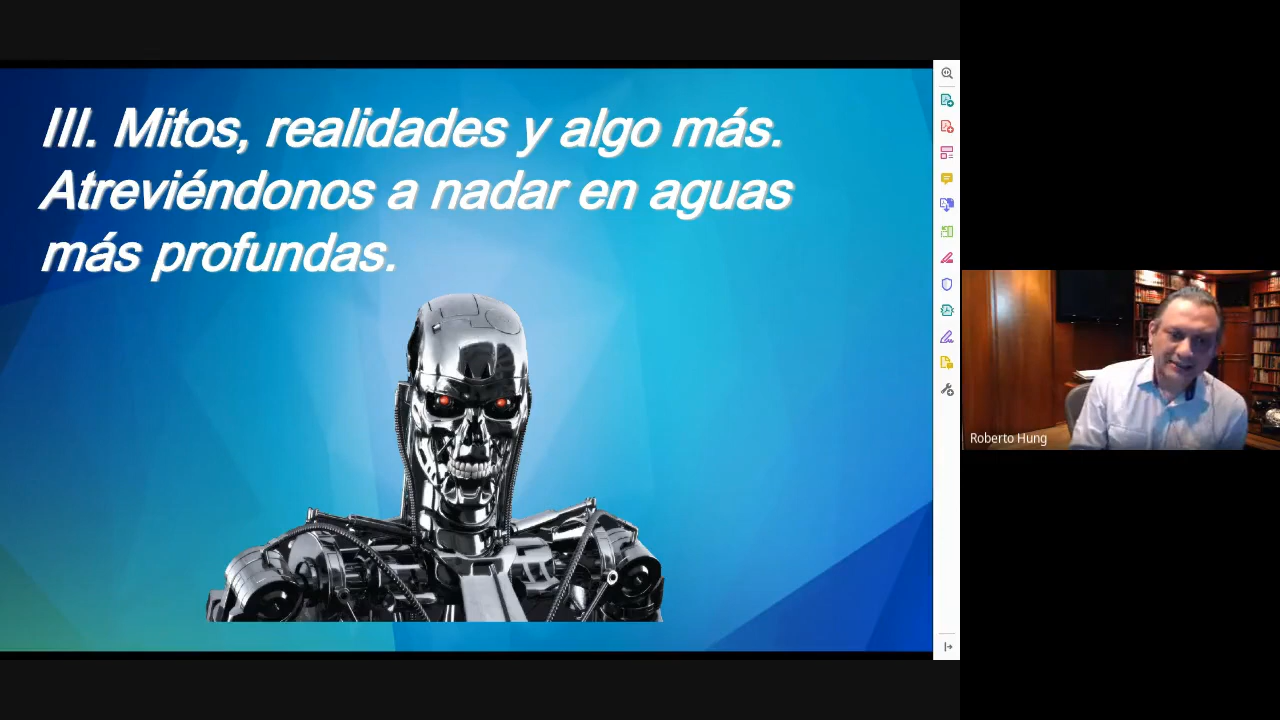 III. Mitos, realidades y algo más.
Atreviéndonos a nadar en aguas
más profundas.
Roberto Hung